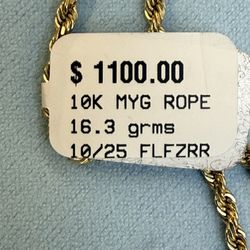 $ 1100.00
10K MYG ROPE
16.3 grms
10/25 FLFZRR